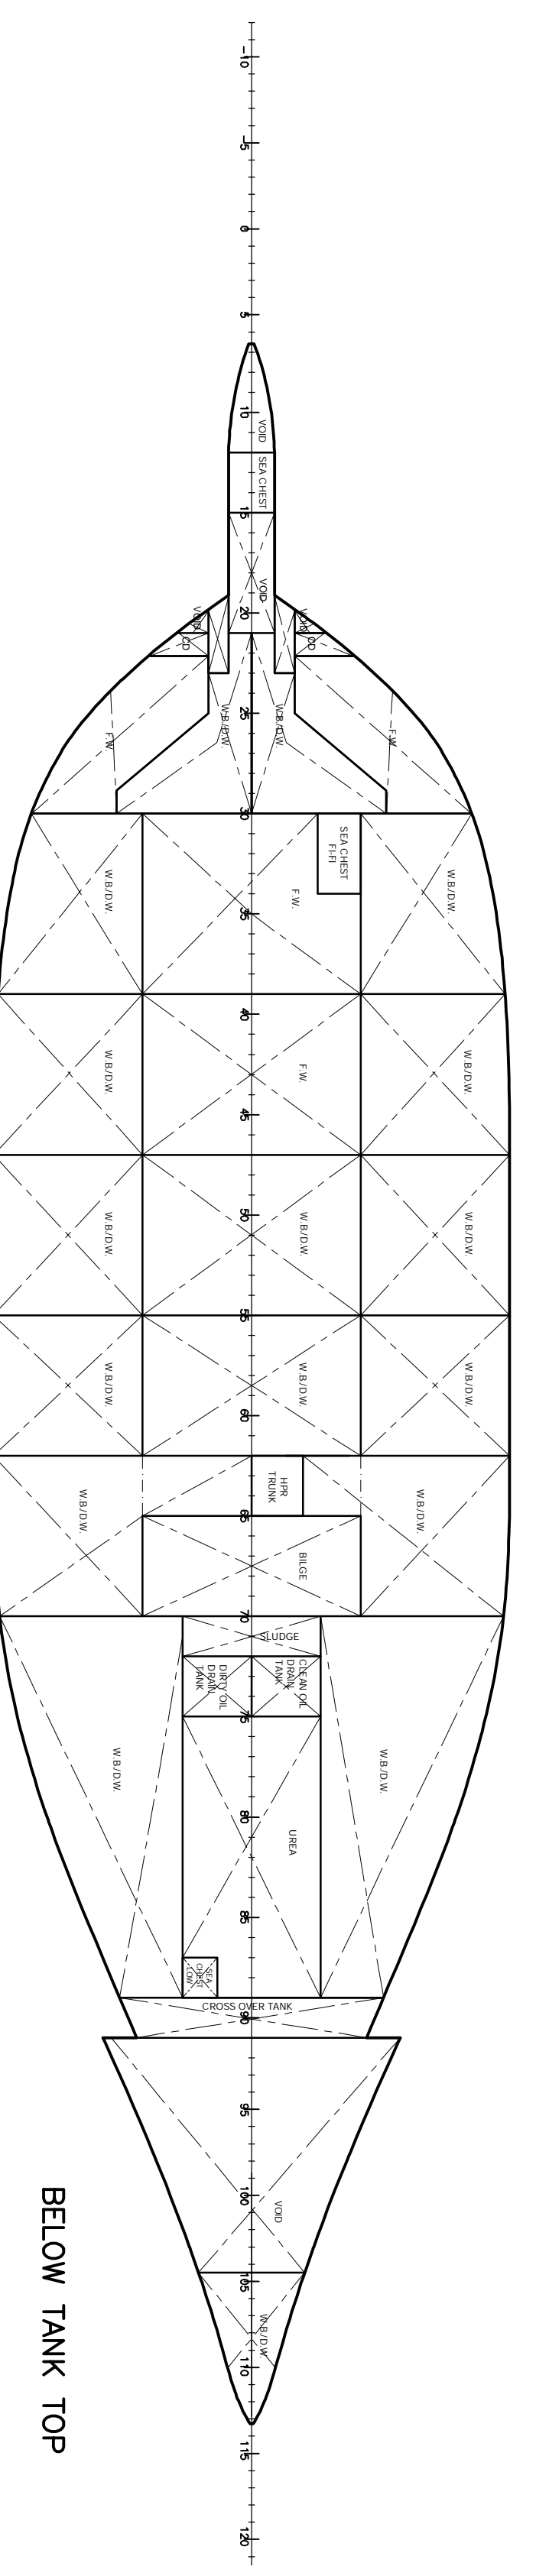 -10
-5
0
5
10
VOID
SEA CHEST
15
VOID
20
VOID
VOID
CD
CD
25
W.B./D.W.
W.B./D.W.
F.W.
F.W.
30
SEA CHEST
FI-FI
W.B./D.W.
F.W.
W.B./D.W.
35
40
W.B./D.W.
F.W.
W.B./D.W.
45
50
W.B./D.W.
W.B./D.W.
W.B./D.W.
55
W.B./D.W.
W.B./D.W.
W.B./D.W.
60
HPR
TRUNK
W.B./D.W.
W.B./D.W.
65
BILGE
70
SLUDGE
CLEAN OIL
DRAIN
TANK
DIRTY OIL
DRAIN
TANK
75
W.B./D.W.
W.B./D.W.
80
UREA
85
SEA
CHEST
LOW
CROSS OVER TANK
90
95
100
VOID
105
W.B./D.W.
110
115
120
BELOW TANK TOP